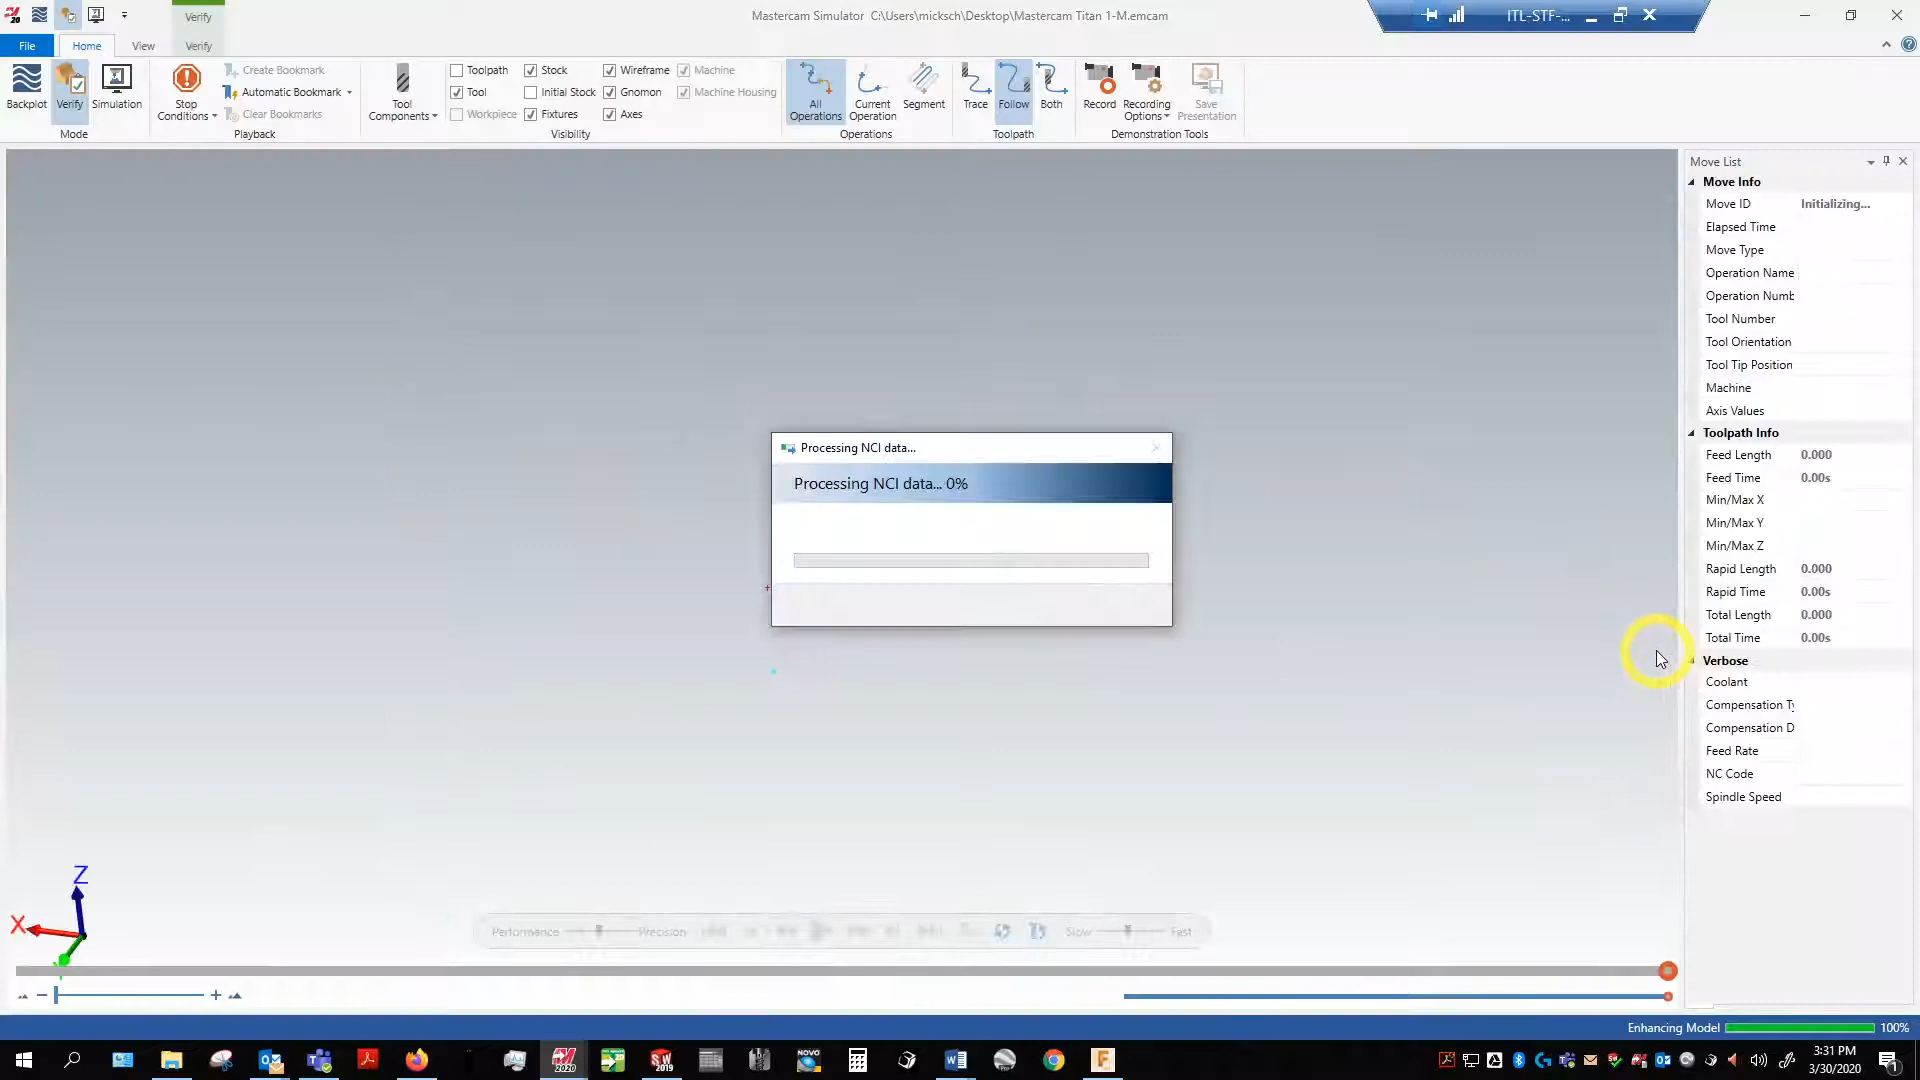 Verify
Mastercam Simulator C:\Users\micksch\Desktop\Mastercam Titan 1-M.emcam
ITL-STF-...
File
Home
View
Verify
Backplot
Verify
Simulation
Mode
Stop Conditions
Create Bookmark
Automatic Bookmark
Clear Bookmarks
Playback
Tool Components
Toolpath
Stock
Wireframe
Machine
Tool
Initial Stock
Gnomon
Machine Housing
Workpiece
Fixtures
Axes
Visibility
All Operations
Current Operation
Segment
Operations
Trace
Follow
Both
Toolpath
Record
Recording Options
Save Presentation
Demonstration Tools
Move List
Move Info
Move ID Initializing...
Elapsed Time
Move Type
Operation Name
Operation Numb
Tool Number
Tool Orientation
Tool Tip Position
Machine
Axis Values
Toolpath Info
Feed Length 0.000
Feed Time 0.00s
Min/Max X
Min/Max Y
Min/Max Z
Rapid Length 0.000
Rapid Time 0.00s
Total Length 0.000
Total Time 0.00s
Verbose
Coolant
Compensation Ty
Compensation D
Feed Rate
NC Code
Spindle Speed
Processing NCI data...
Processing NCI data... 0%
Z
X
Performance
Precision
Slow
Fast
Enhancing Model 100%
3:31 PM
3/30/2020